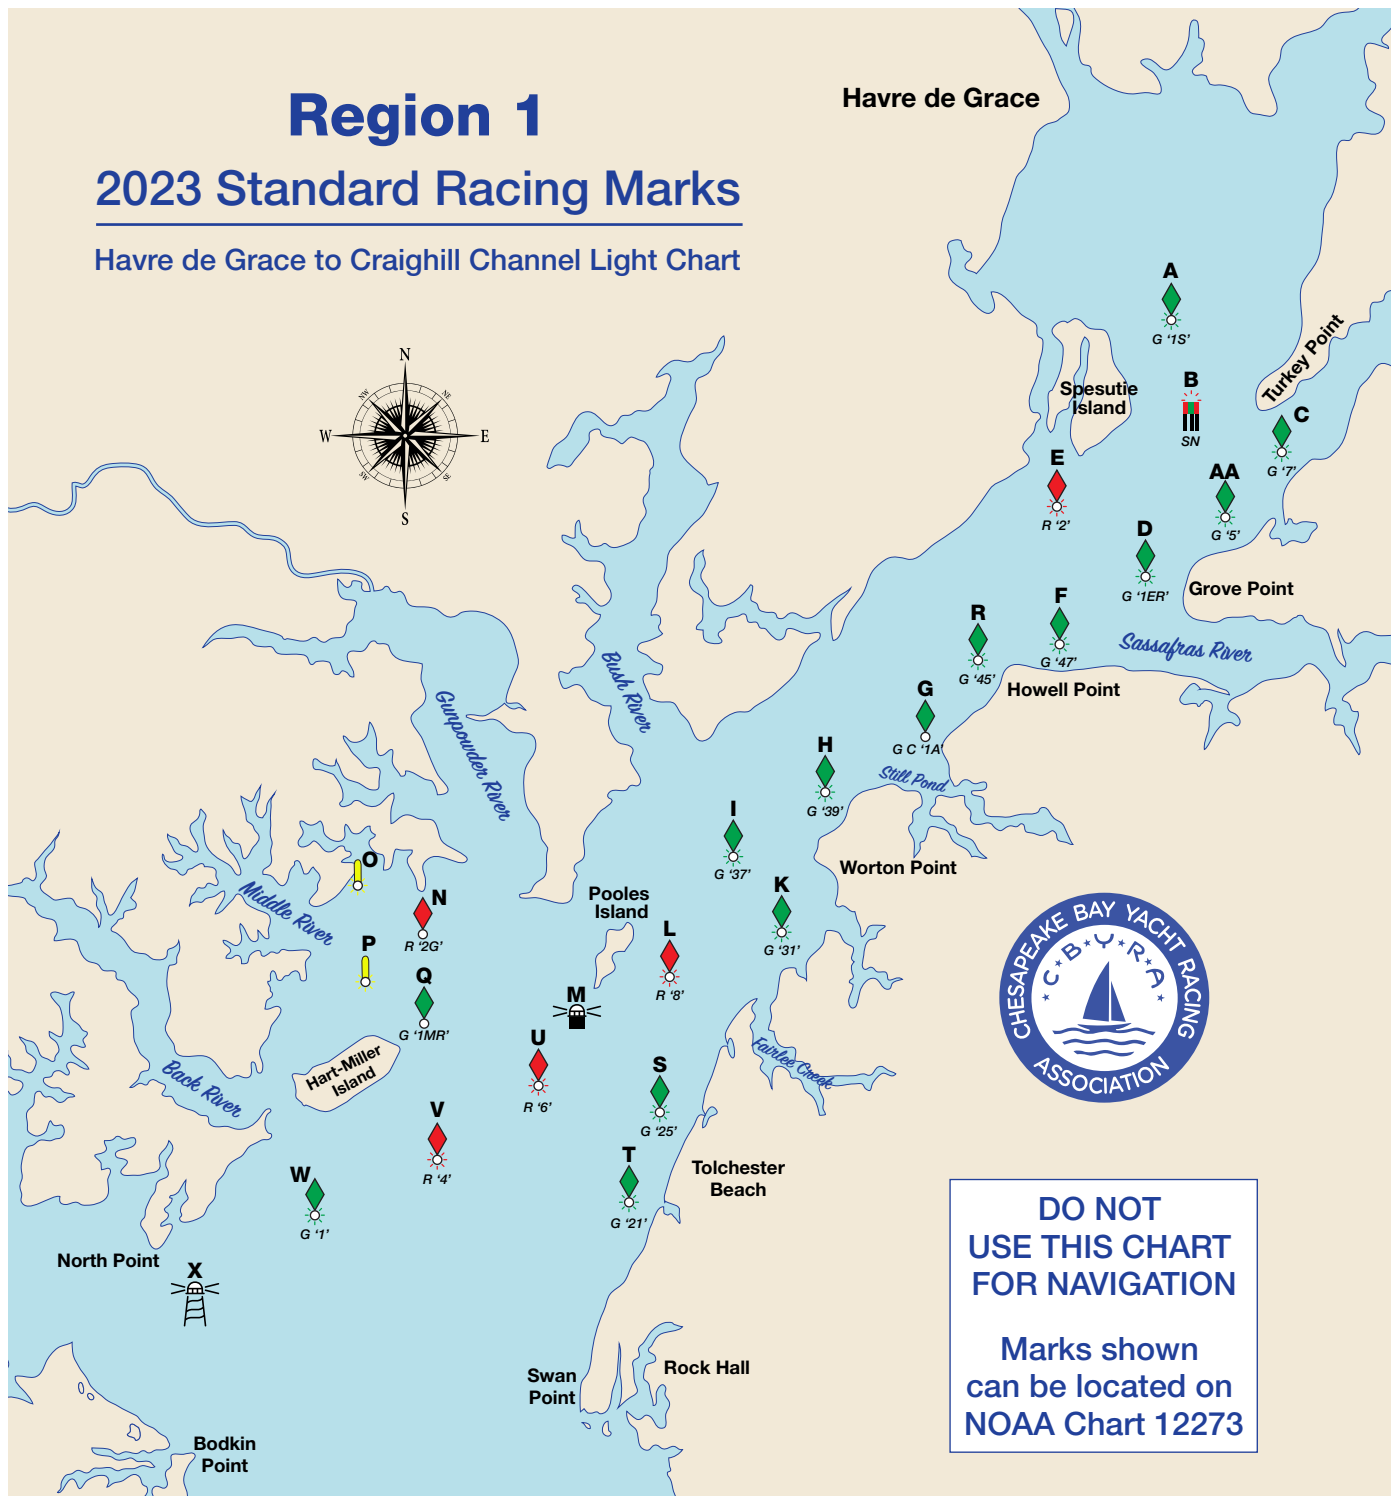 Region 1
2023 Standard Racing Marks
Havre de Grace to Craighill Channel Light Chart
Havre de Grace
N
NW
NE
W
E
SW
SE
S
A
G ‘1S’
Turkey Point
B
SN
Spesutie
Island
C
G ‘7’
E
R ‘2’
AA
G ‘5’
D
G ‘1ER’
Grove Point
F
G ‘47’
R
G ‘45’
Sassafras River
Howell Point
Bush River
Gunpowder River
G
G C ‘1A’
H
G ‘39’
Still Pond
I
G ‘37’
Worton Point
K
G ‘31’
O
Middle River
N
R ‘2G’
Pooles
Island
L
R ‘8’
P
Q
G ‘1MR’
M
U
R ‘6’
Hart-Miller
Island
Back River
Fairlee Creek
S
G ‘25’
V
R ‘4’
T
G ‘21’
Tolchester
Beach
W
G ‘1’
North Point
X
Swan
Point
Rock Hall
Bodkin
Point
CHESAPEAKE BAY YACHT RACING
C B Y R A
ASSOCIATION
DO NOT
USE THIS CHART
FOR NAVIGATION
Marks shown
can be located on
NOAA Chart 12273